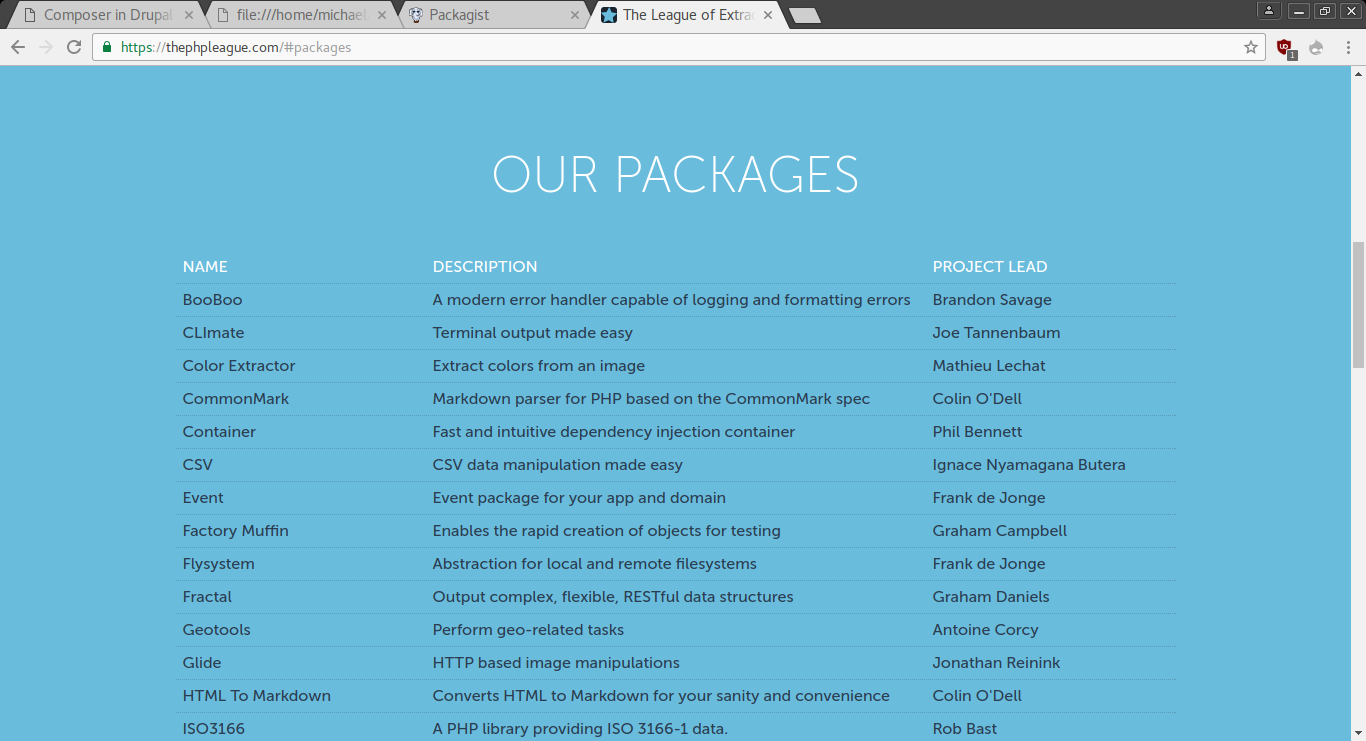 Composer in Drupal
file:///home/michael
Packagist
The League of Extra
https://thephpleague.com/#packages
1
OUR PACKAGES
NAME DESCRIPTION PROJECT LEAD
BooBoo A modern error handler capable of logging and formatting errors Brandon Savage
CLImate Terminal output made easy Joe Tannenbaum
Color Extractor Extract colors from an image Mathieu Lechat
CommonMark Markdown parser for PHP based on the CommonMark spec Colin O'Dell
Container Fast and intuitive dependency injection container Phil Bennett
CSV CSV data manipulation made easy Ignace Nyamagana Butera
Event Event package for your app and domain Frank de Jonge
Factory Muffin Enables the rapid creation of objects for testing Graham Campbell
Flysystem Abstraction for local and remote filesystems Frank de Jonge
Fractal Output complex, flexible, RESTful data structures Graham Daniels
Geotools Perform geo-related tasks Antoine Corcy
Glide HTTP based image manipulations Jonathan Reinink
HTML To Markdown Converts HTML to Markdown for your sanity and convenience Colin O'Dell
ISO3166 A PHP library providing ISO 3166-1 data. Rob Bast